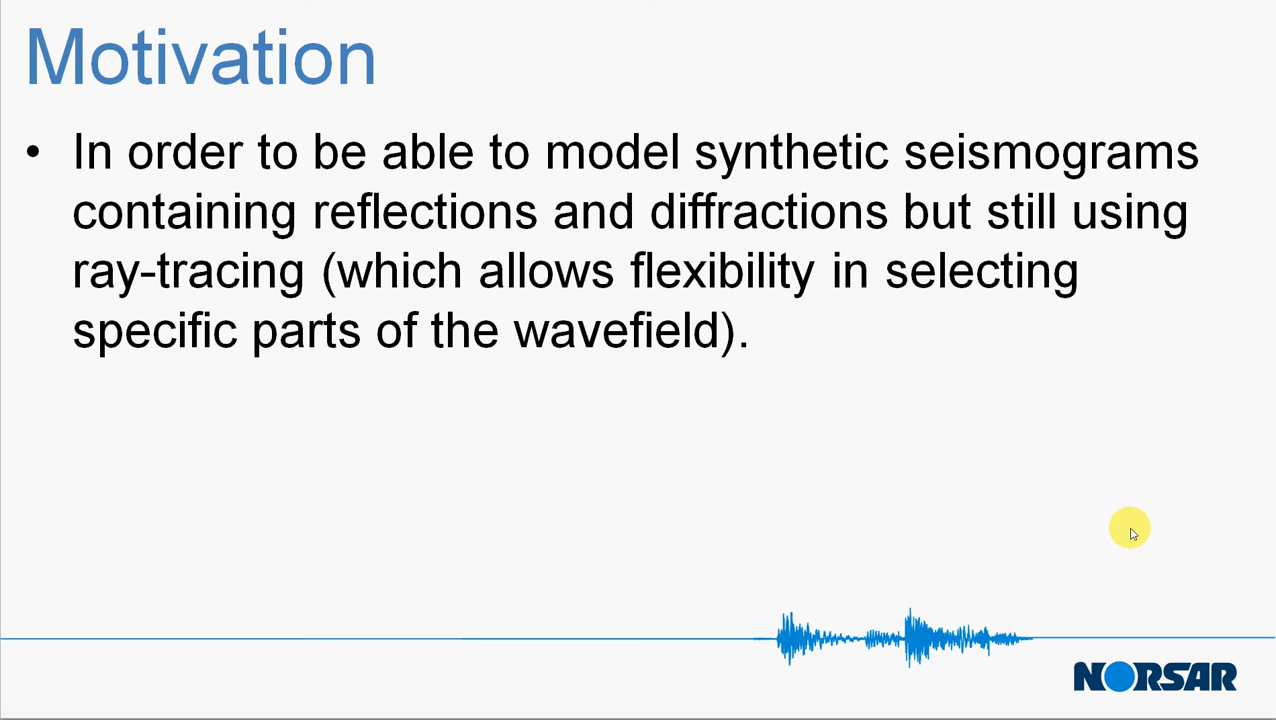 Motivation
• In order to be able to model synthetic seismograms
containing reflections and diffractions but still using
ray-tracing (which allows flexibility in selecting
specific parts of the wavefield).
NORSAR